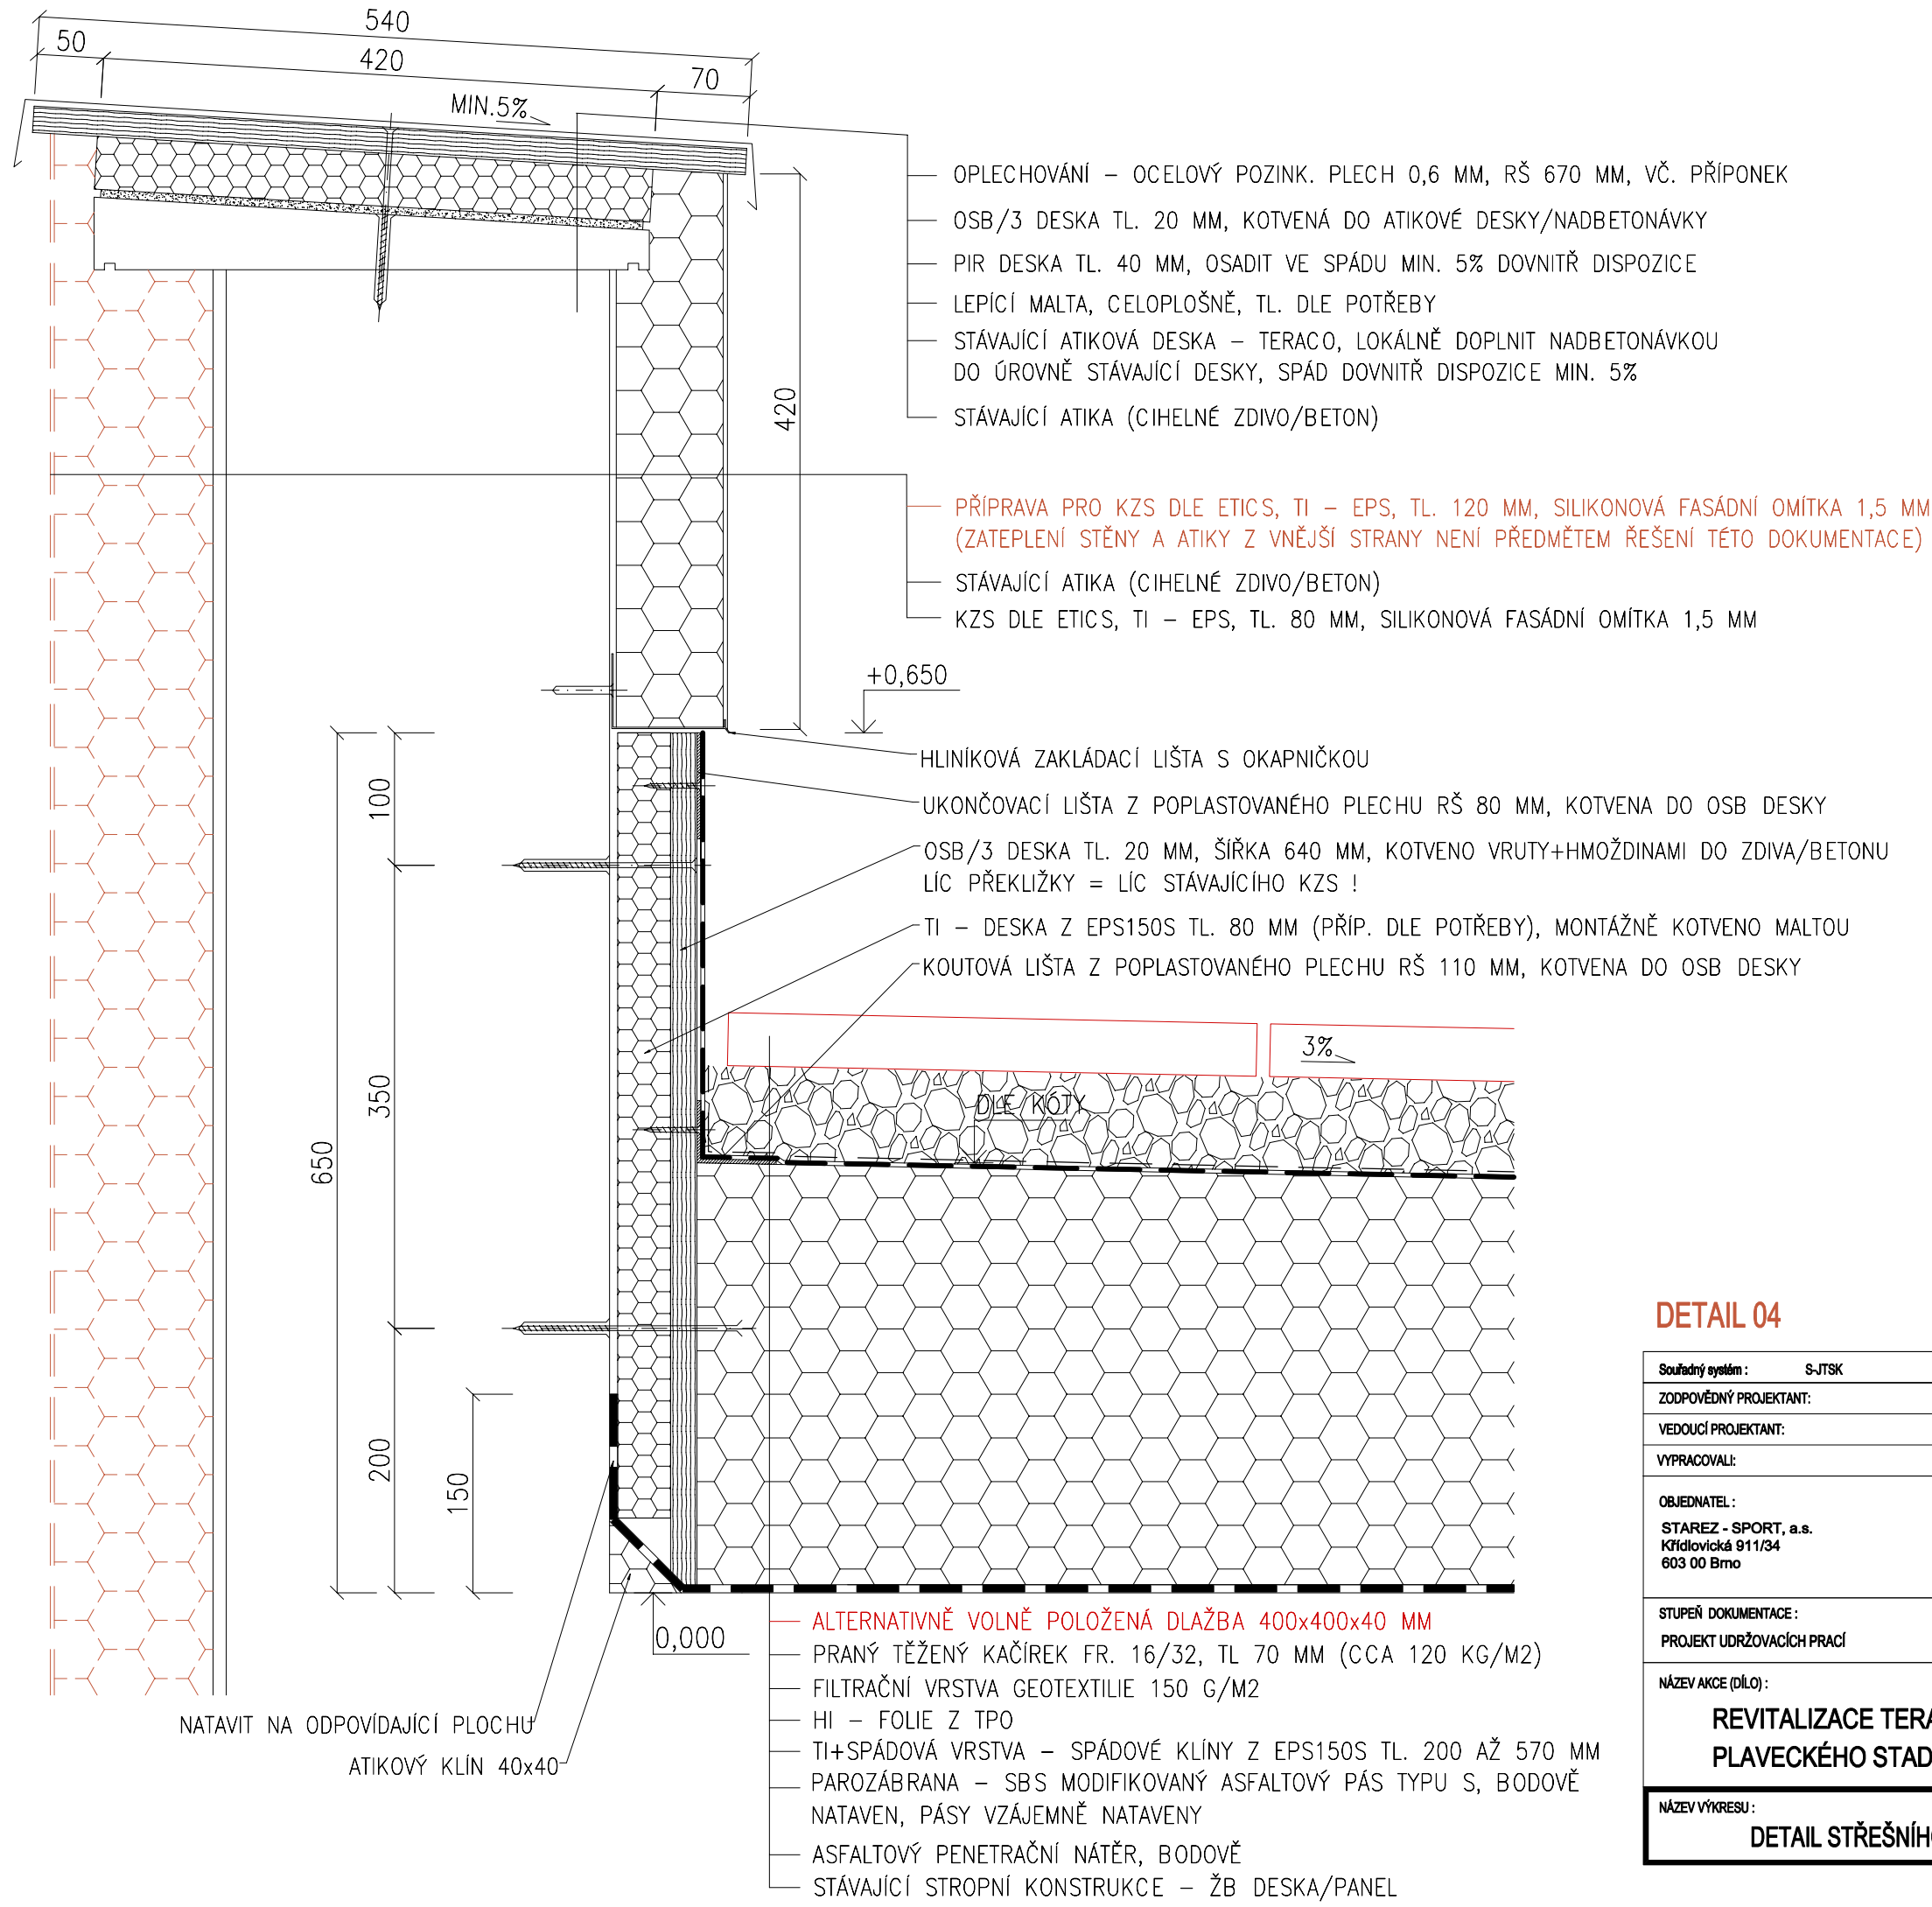 540
50
420
70
MIN.5%
OPLECHOVÁNÍ – OCELOVÝ POZINK. PLECH 0,6 MM, RŠ 670 MM, VČ. PŘÍPONEK
OSB/3 DESKA TL. 20 MM, KOTVENÁ DO ATIKOVÉ DESKY/NADBETONÁVKY
PIR DESKA TL. 40 MM, OSADIT VE SPÁDU MIN. 5% DOVNITŘ DISPOZICE
LEPÍCÍ MALTA, CELOPLOŠNĚ, TL. DLE POTŘEBY
STÁVAJÍCÍ ATIKOVÁ DESKA – TERACO, LOKÁLNĚ DOPLNIT NADBETONÁVKOU
DO ÚROVNĚ STÁVAJÍCÍ DESKY, SPÁD DOVNITŘ DISPOZICE MIN. 5%
STÁVAJÍCÍ ATIKA (CIHELNÉ ZDIVO/BETON)
420
PŘÍPRAVA PRO KZS DLE ETICS, TI – EPS, TL. 120 MM, SILIKONOVÁ FASÁDNÍ OMÍTKA 1,5 MM
(ZATEPLENÍ STĚNY A ATIKY Z VNĚJŠÍ STRANY NENÍ PŘEDMĚTEM ŘEŠENÍ TÉTO DOKUMENTACE)
STÁVAJÍCÍ ATIKA (CIHELNÉ ZDIVO/BETON)
KZS DLE ETICS, TI – EPS, TL. 80 MM, SILIKONOVÁ FASÁDNÍ OMÍTKA 1,5 MM
+0,650
HLINÍKOVÁ ZAKLÁDACÍ LIŠTA S OKAPNIČKOU
UKONČOVACÍ LIŠTA Z POPLASTOVANÉHO PLECHU RŠ 80 MM, KOTVENA DO OSB DESKY
OSB/3 DESKA TL. 20 MM, ŠÍŘKA 640 MM, KOTVENO VRUTY+HMOŽDINAMI DO ZDIVA/BETONU
LÍC PŘEKLIŽKY = LÍC STÁVAJÍCÍHO KZS !
TI – DESKA Z EPS150S TL. 80 MM (PŘÍP. DLE POTŘEBY), MONTÁŽNĚ KOTVENO MALTOU
KOUTOVÁ LIŠTA Z POPLASTOVANÉHO PLECHU RŠ 110 MM, KOTVENA DO OSB DESKY
100
350
650
200
150
3%
DLE KÓTY
0,000
ALTERNATIVNĚ VOLNĚ POLOŽENÁ DLAŽBA 400x400x40 MM
PRANÝ TĚŽENÝ KAČÍREK FR. 16/32, TL 70 MM (CCA 120 KG/M2)
FILTRAČNÍ VRSTVA GEOTEXTILIE 150 G/M2
HI – FOLIE Z TPO
TI+SPÁDOVÁ VRSTVA – SPÁDOVÉ KLÍNY Z EPS150S TL. 200 AŽ 570 MM
PAROZÁBRANA – SBS MODIFIKOVANÝ ASFALTOVÝ PÁS TYPU S, BODOVĚ
NATAVEN, PÁSY VZÁJEMNĚ NATAVENY
ASFALTOVÝ PENETRAČNÍ NÁTĚR, BODOVĚ
STÁVAJÍCÍ STROPNÍ KONSTRUKCE – ŽB DESKA/PANEL
NATAVIT NA ODPOVÍDAJÍCÍ PLOCHU
ATIKOVÝ KLÍN 40x40
DETAIL 04
Souřadný systém : S-JTSK
ZODPOVĚDNÝ PROJEKTANT:
VEDOUCÍ PROJEKTANT:
VYPRACOVALI:
OBJEDNATEL :
STAREZ - SPORT, a.s.
Křídlovická 911/34
603 00 Brno
STUPEŇ DOKUMENTACE :
PROJEKT UDRŽOVACÍCH PRACÍ
NÁZEV AKCE (DÍLO) :
REVITALIZACE TERA
PLAVECKÉHO STAD
NÁZEV VÝKRESU :
DETAIL STŘEŠNÍH